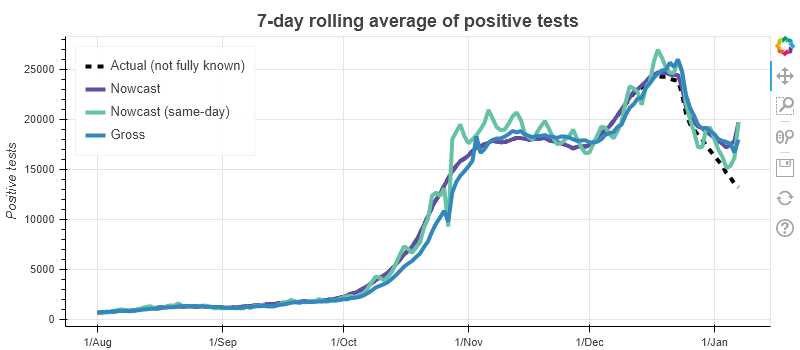 7-day rolling average of positive tests
Actual (not fully known)
Nowcast
Nowcast (same-day)
Gross
Positive tests
25000
20000
15000
10000
5000
0
1/Aug
1/Sep
1/Oct
1/Nov
1/Dec
1/Jan